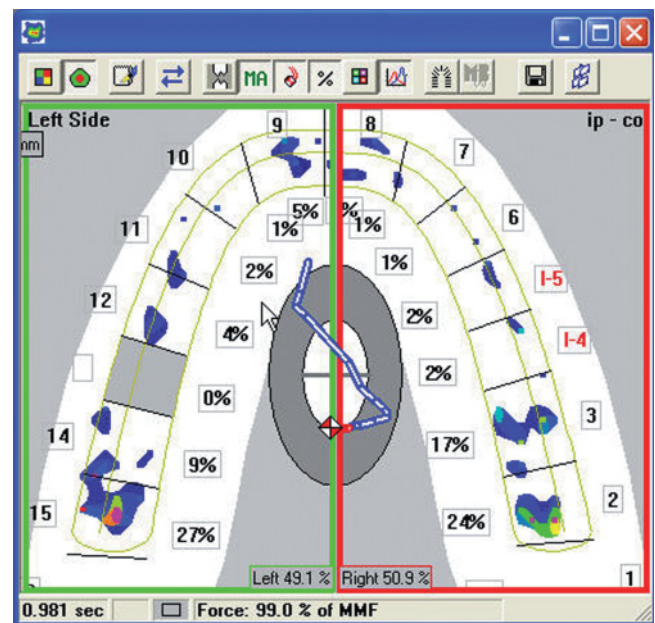 MA
%
Left Side
9
8
ip - co
nm
10
7
11
6
5%
1%
1%
2%
1%
I-5
12
4%
2%
I-4
0%
2%
3
14
9%
17%
15
27%
24%
2
1
Left 49.1 %
Right 50.9 %
0.981 sec
Force: 99.0 % of MMF